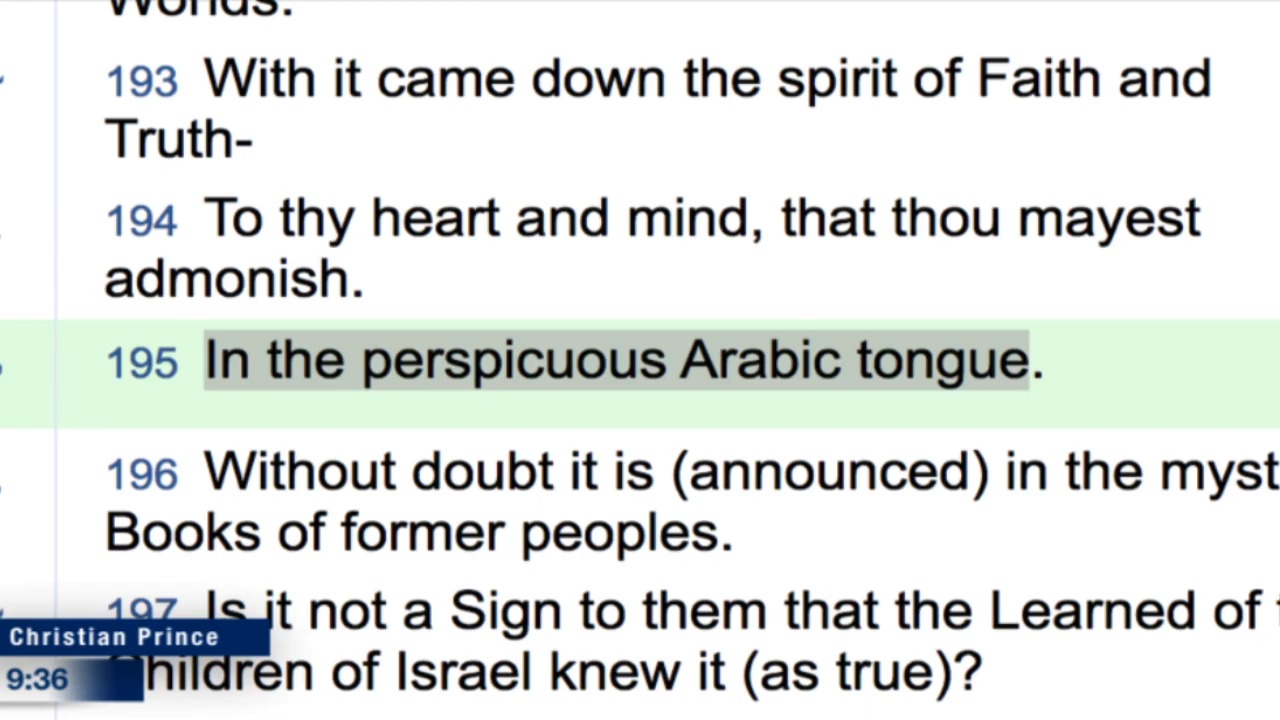 Worlds.
193 With it came down the spirit of Faith and
Truth-
194 To thy heart and mind, that thou mayest
admonish.
195 In the perspicuous Arabic tongue.
196 Without doubt it is (announced) in the myst
Books of former peoples.
197 Is it not a Sign to them that the Learned of
Children of Israel knew it (as true)?
Christian Prince
9:36